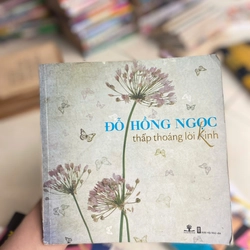 ĐỖ HỒNG NGỌC
thấp thoáng lời Kinh